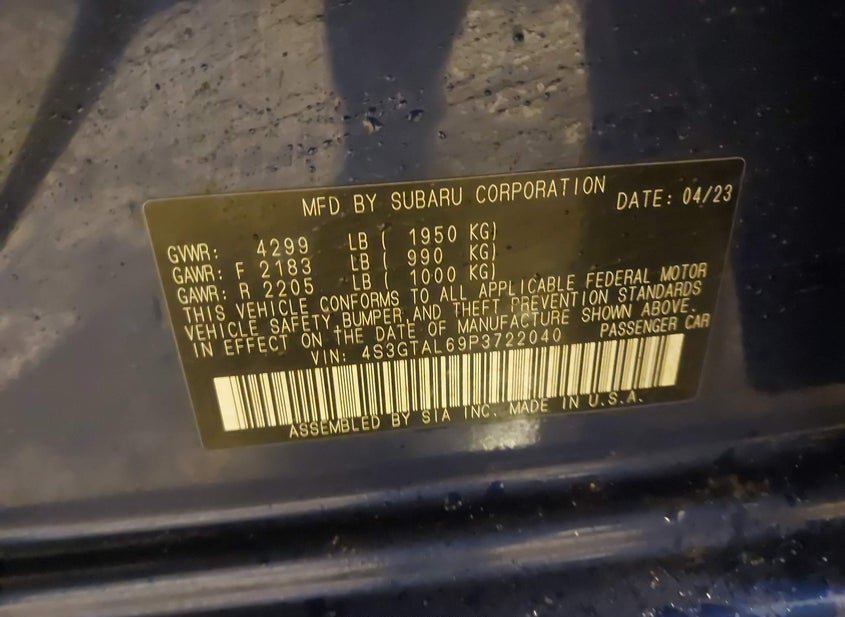 MFD BY SUBARU CORPORATION DATE: 04/23
GVWR: 4299 LB ( 1950 KG)
GAWR: F 2183 LB ( 990 KG)
GAWR: R 2205 LB ( 1000 KG)
THIS VEHICLE CONFORMS TO ALL APPLICABLE FEDERAL MOTOR
VEHICLE SAFETY, BUMPER, AND THEFT PREVENTION STANDARDS
IN EFFECT ON THE DATE OF MANUFACTURE SHOWN ABOVE.
VIN: 4S3GTAL69P3722040 PASSENGER CAR
ASSEMBLED BY SIA INC. MADE IN U.S.A.